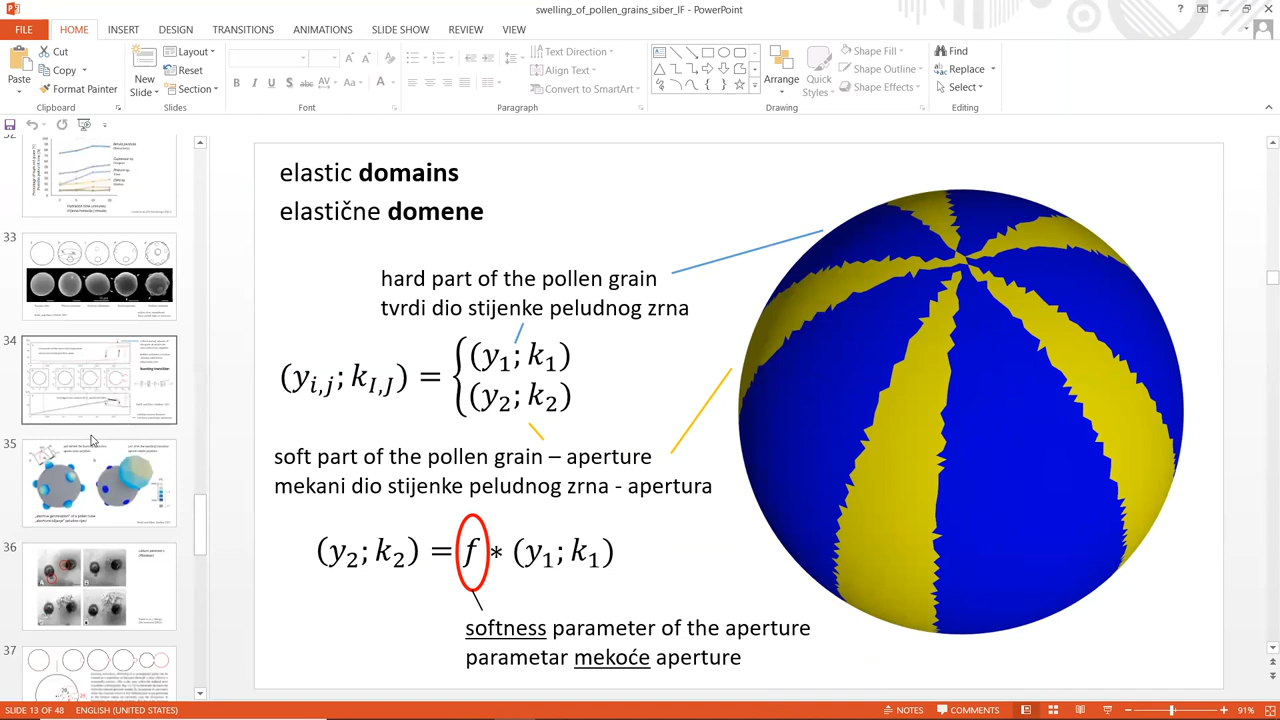 swelling_of_pollen_grains_siber_IF - PowerPoint
FILE HOME INSERT DESIGN TRANSITIONS ANIMATIONS SLIDE SHOW REVIEW VIEW
Paste
Cut
Copy
Format Painter
Clipboard
New
Slide
Layout
Reset
Section
Slides
B I U S abc AV Aa A
Font
Text Direction
Align Text
Convert to SmartArt
Paragraph
Arrange
Quick
Styles
Shape Fill
Shape Outline
Shape Effects
Drawing
Find
Replace
Select
Editing
33
34
35
36
37
elastic domains
elastične domene
hard part of the pollen grain
tvrdi dio stijenke peludnog zrna
(y_{i,j}; k_{I,J}) = { (y_1; k_1)
(y_2; k_2)
soft part of the pollen grain – aperture
mekani dio stijenke peludnog zrna - apertura
(y_2; k_2) = f ∗ (y_1; k_1)
softness parameter of the aperture
parametar mekoće aperture
SLIDE 13 OF 48 ENGLISH (UNITED STATES) NOTES COMMENTS 91%